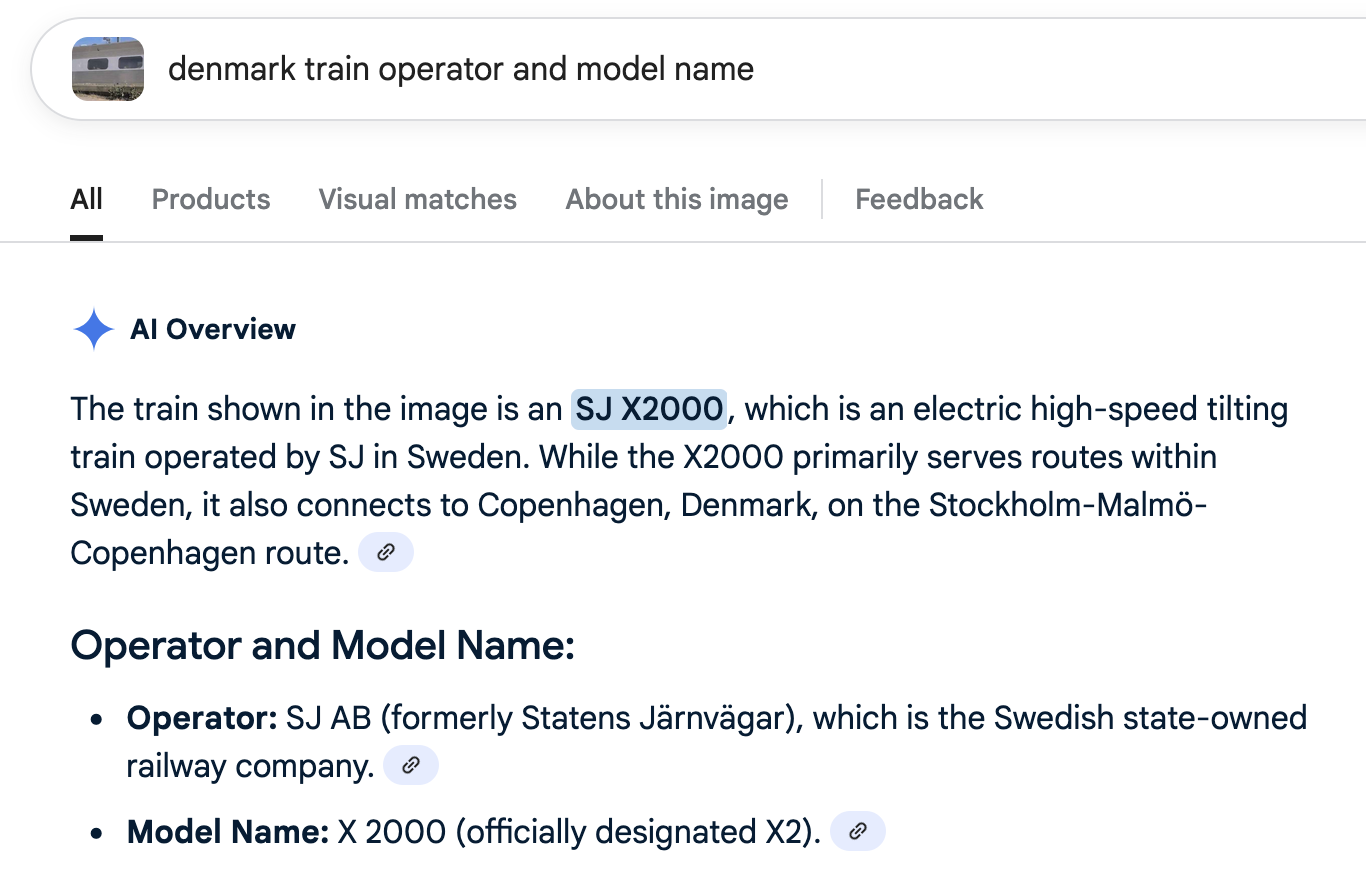 denmark train operator and model name
All Products Visual matches About this image Feedback
AI Overview
The train shown in the image is an SJ X2000, which is an electric high-speed tilting
train operated by SJ in Sweden. While the X2000 primarily serves routes within
Sweden, it also connects to Copenhagen, Denmark, on the Stockholm-Malmö-
Copenhagen route.
Operator and Model Name:
• Operator: SJ AB (formerly Statens Järnvägar), which is the Swedish state-owned
railway company.
• Model Name: X 2000 (officially designated X2).